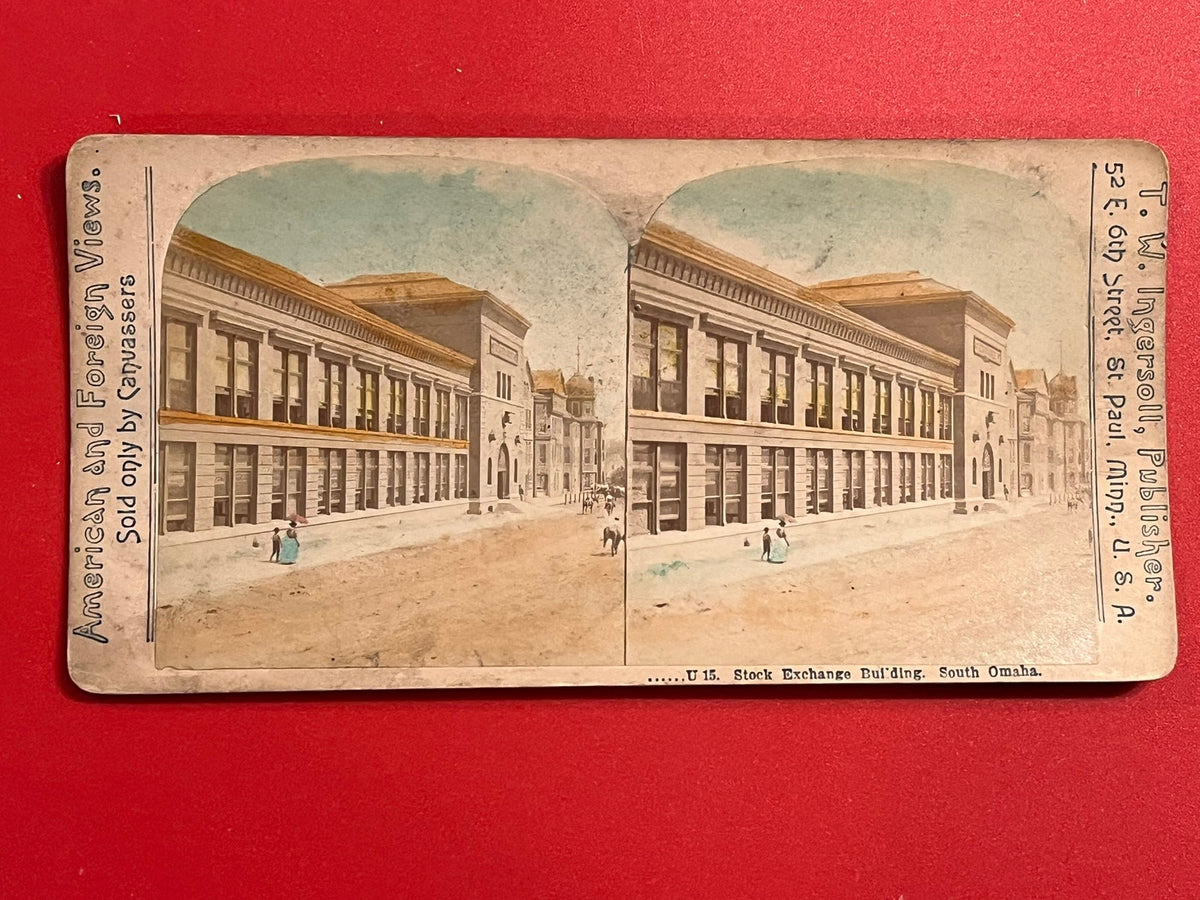 American and Foreign Views.
Sold only by Canvassers
T. W. Ingersoll, Publisher.
52 E. 6th Street, St Paul, Minn., U. S. A.
......U 15. Stock Exchange Buil'ding. South Omaha.